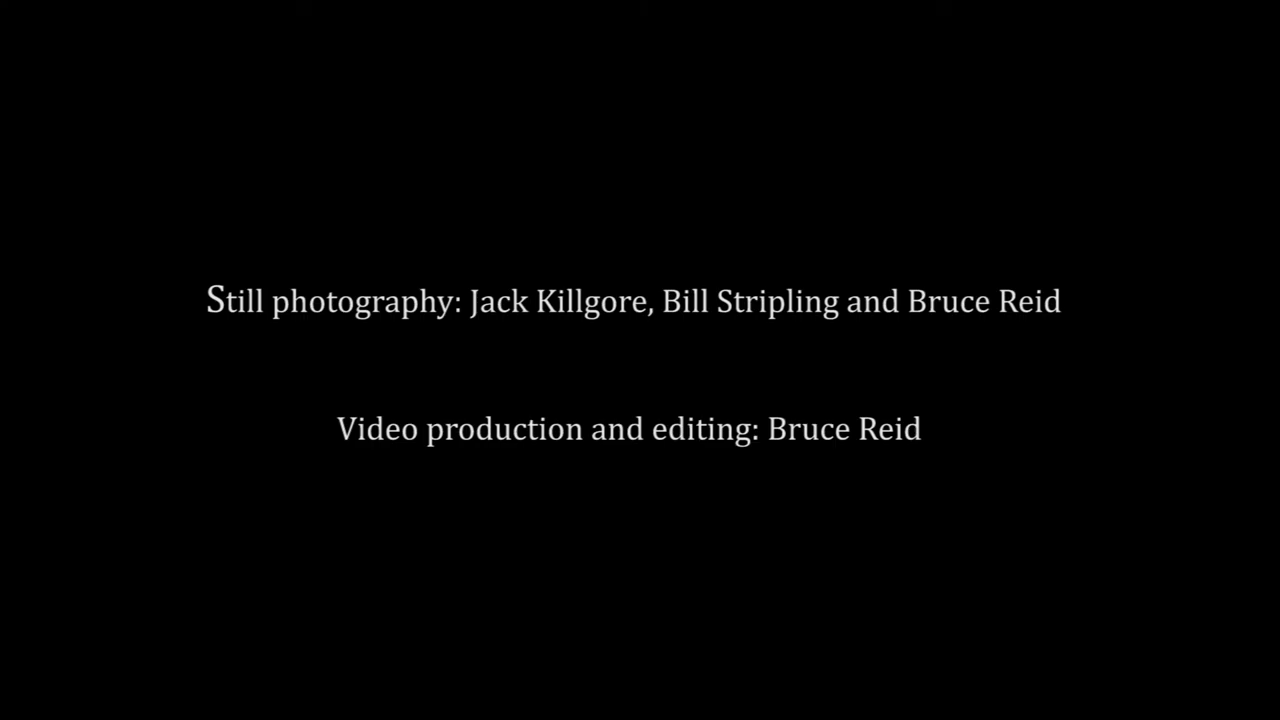 Still photography: Jack Killgore, Bill Stripling and Bruce Reid
Video production and editing: Bruce Reid